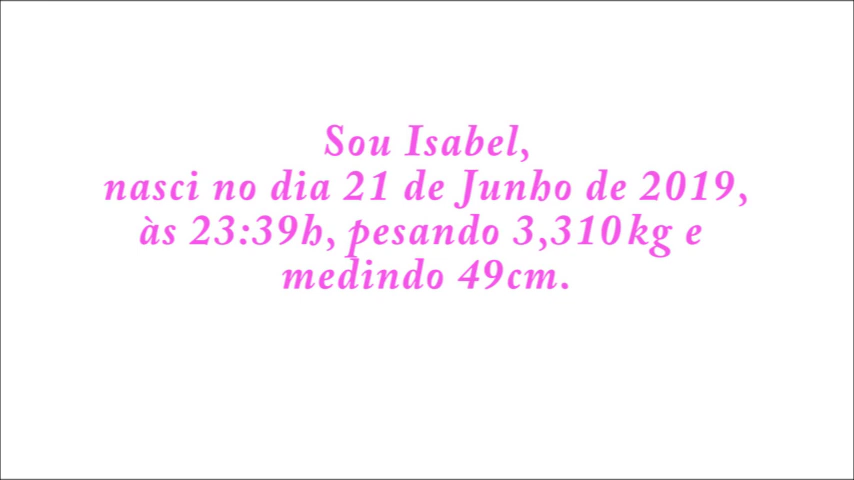 Sou Isabel,
nasci no dia 21 de Junho de 2019,
às 23:39h, pesando 3,310kg e
medindo 49cm.